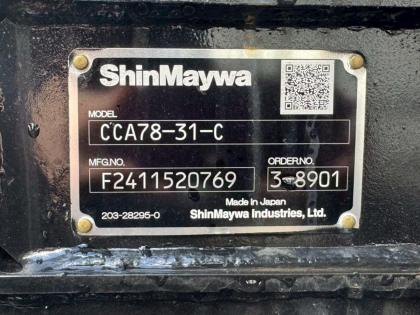 ShinMaywa
MODEL
CCA78-31-C
MFG.NO. ORDER.NO.
F2411520769 3-8901
Made in Japan
203-28295-0 ShinMaywa Industries, Ltd.